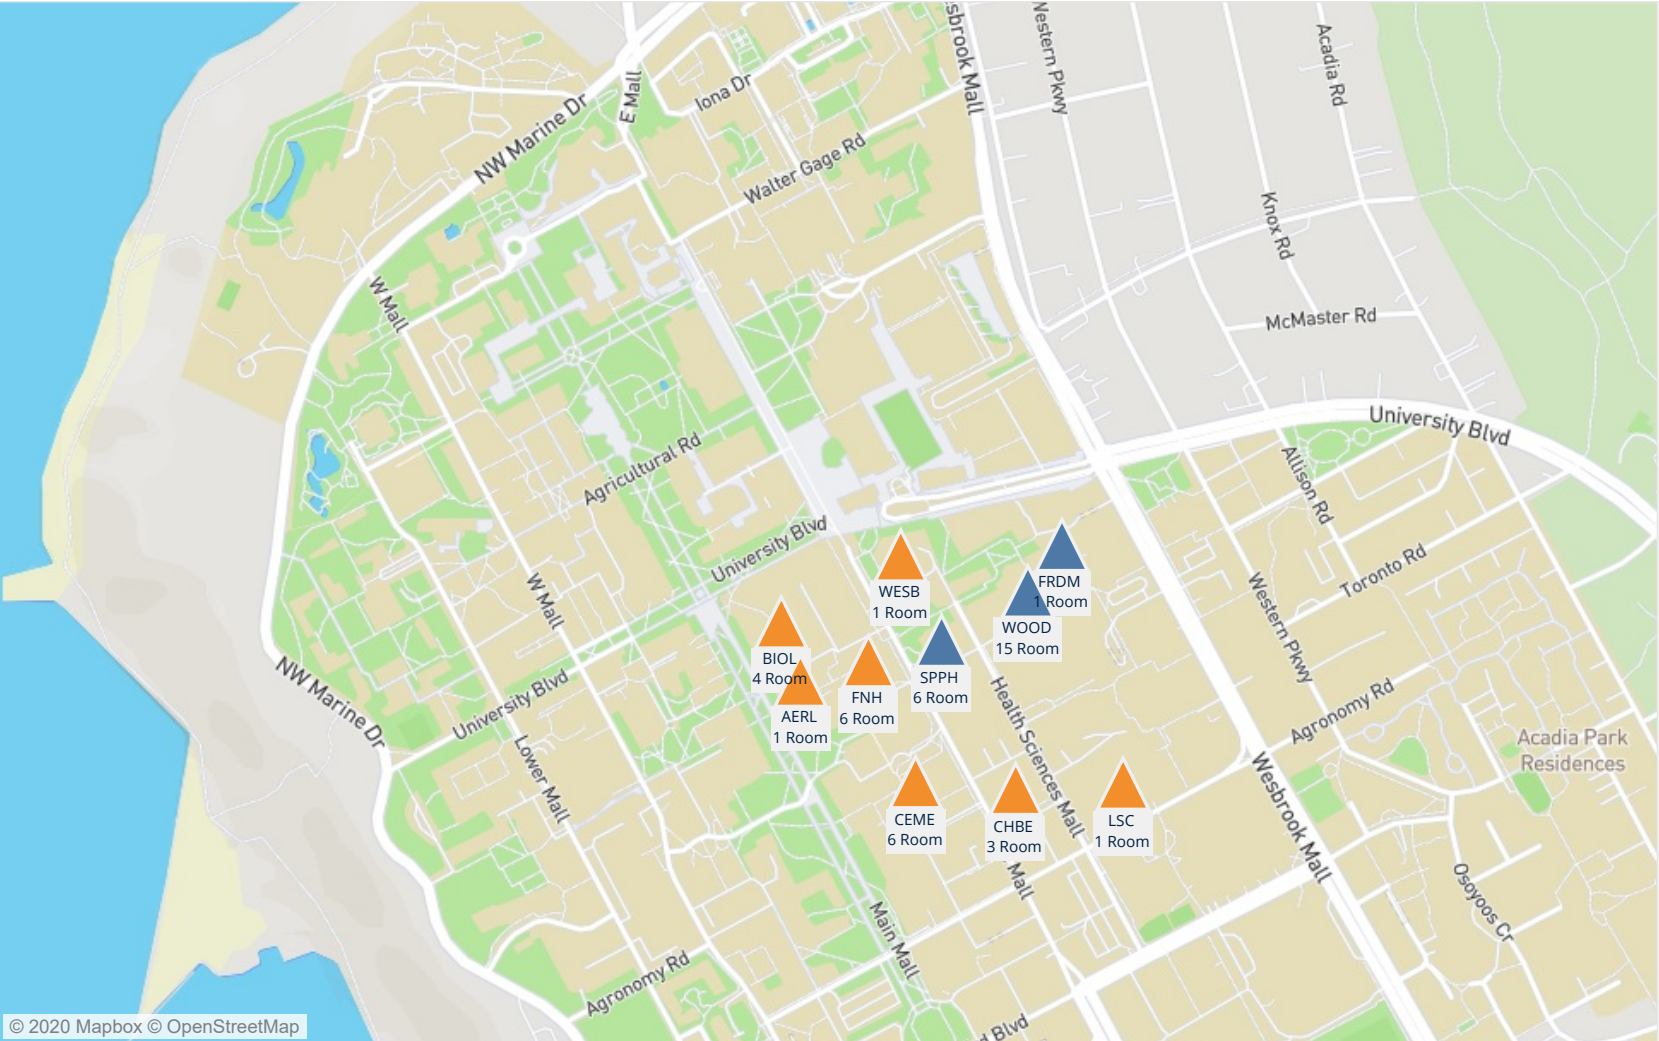 sbrook Mall
Western Pkwy
Acadia Rd
E Mall
Iona Dr
NW Marine Dr
Walter Gage Rd
Knox Rd
W Mall
McMaster Rd
University Blvd
Agricultural Rd
Allison Rd
University Blvd
Toronto Rd
W Mall
Western Pkwy
WESB
1 Room
FRDM
1 Room
WOOD
15 Room
BIOL
4 Room
SPPH
6 Room
FNH
6 Room
AERL
1 Room
NW Marine Dr
University Blvd
Health Sciences Mall
Agronomy Rd
Acadia Park
Residences
Lower Mall
Wesbrook Mall
CEME
6 Room
CHBE
3 Room
LSC
1 Room
Mall
Osoyoos Cr
Main Mall
Agronomy Rd
d Blvd
© 2020 Mapbox © OpenStreetMap